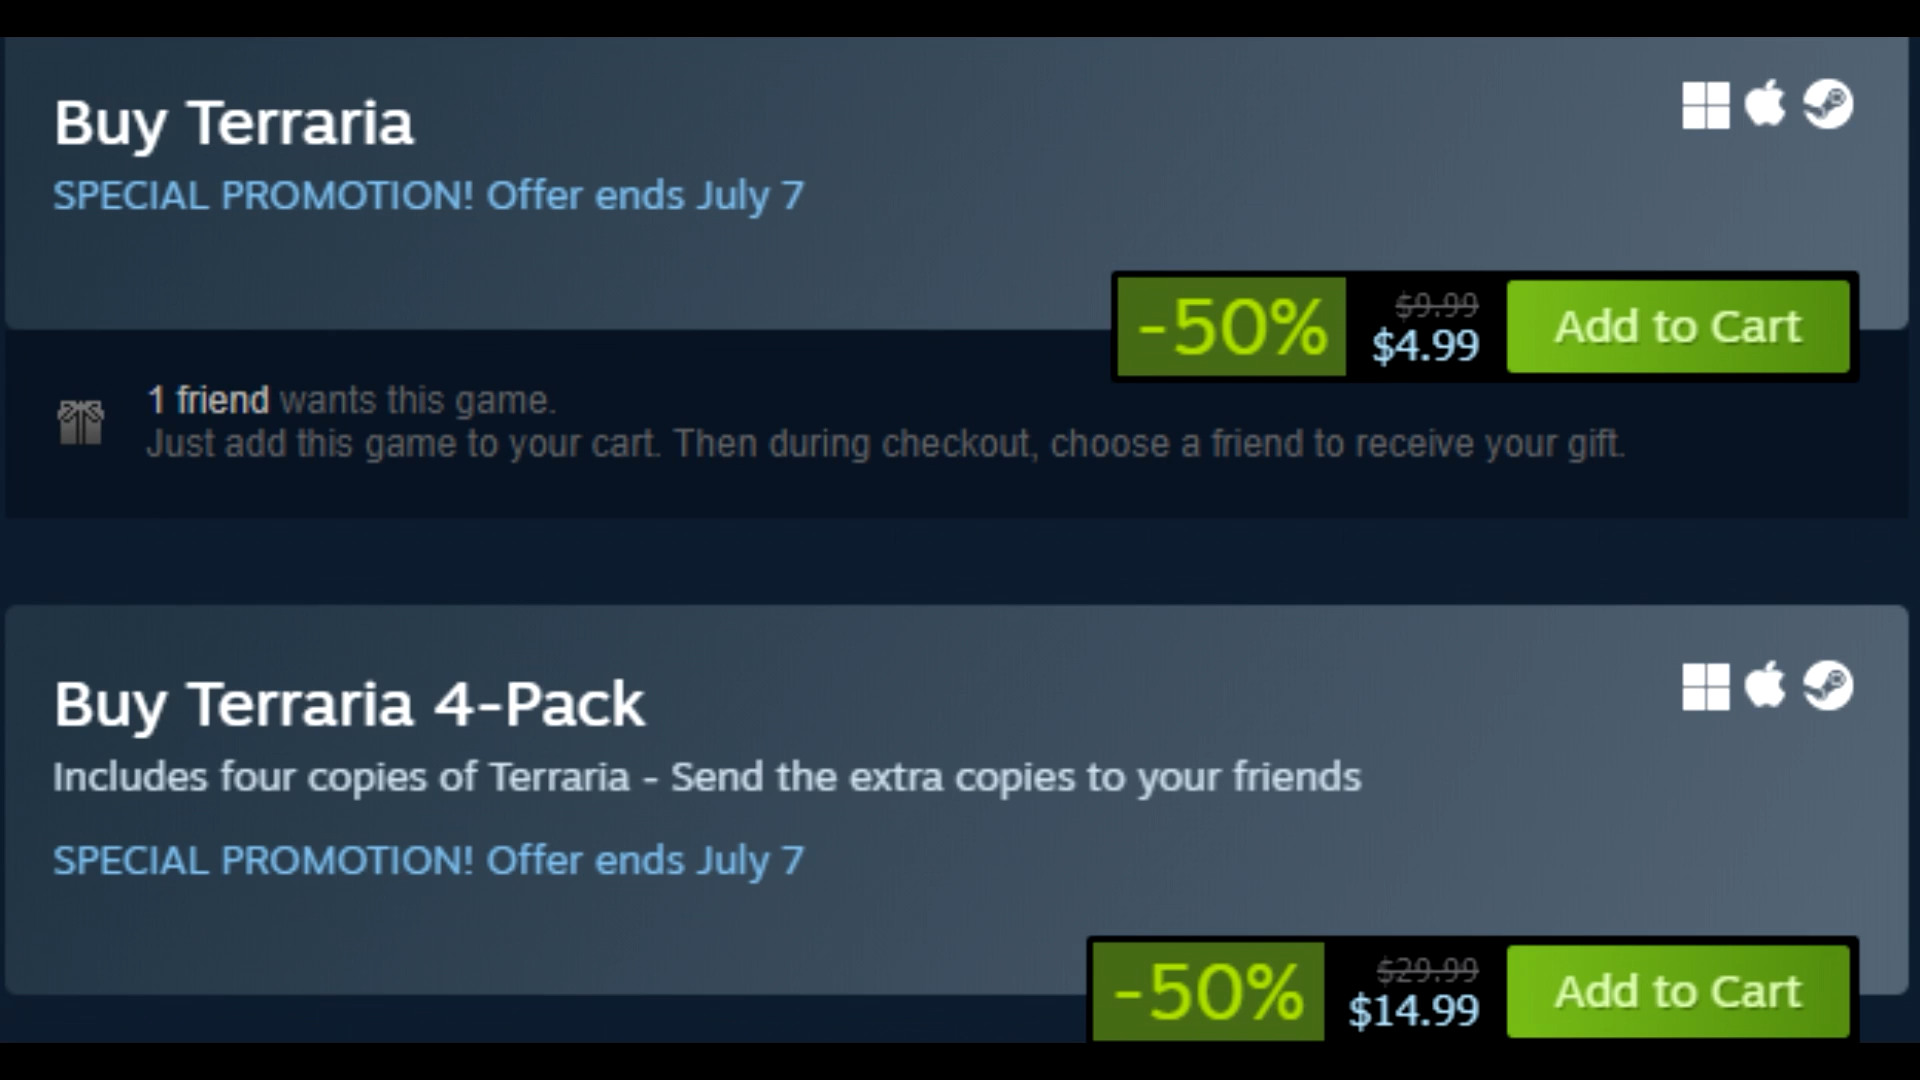 Buy Terraria
SPECIAL PROMOTION! Offer ends July 7
-50%
$9.99
$4.99
Add to Cart
1 friend wants this game.
Just add this game to your cart. Then during checkout, choose a friend to receive your gift.
Buy Terraria 4-Pack
Includes four copies of Terraria - Send the extra copies to your friends
SPECIAL PROMOTION! Offer ends July 7
-50%
$29.99
$14.99
Add to Cart